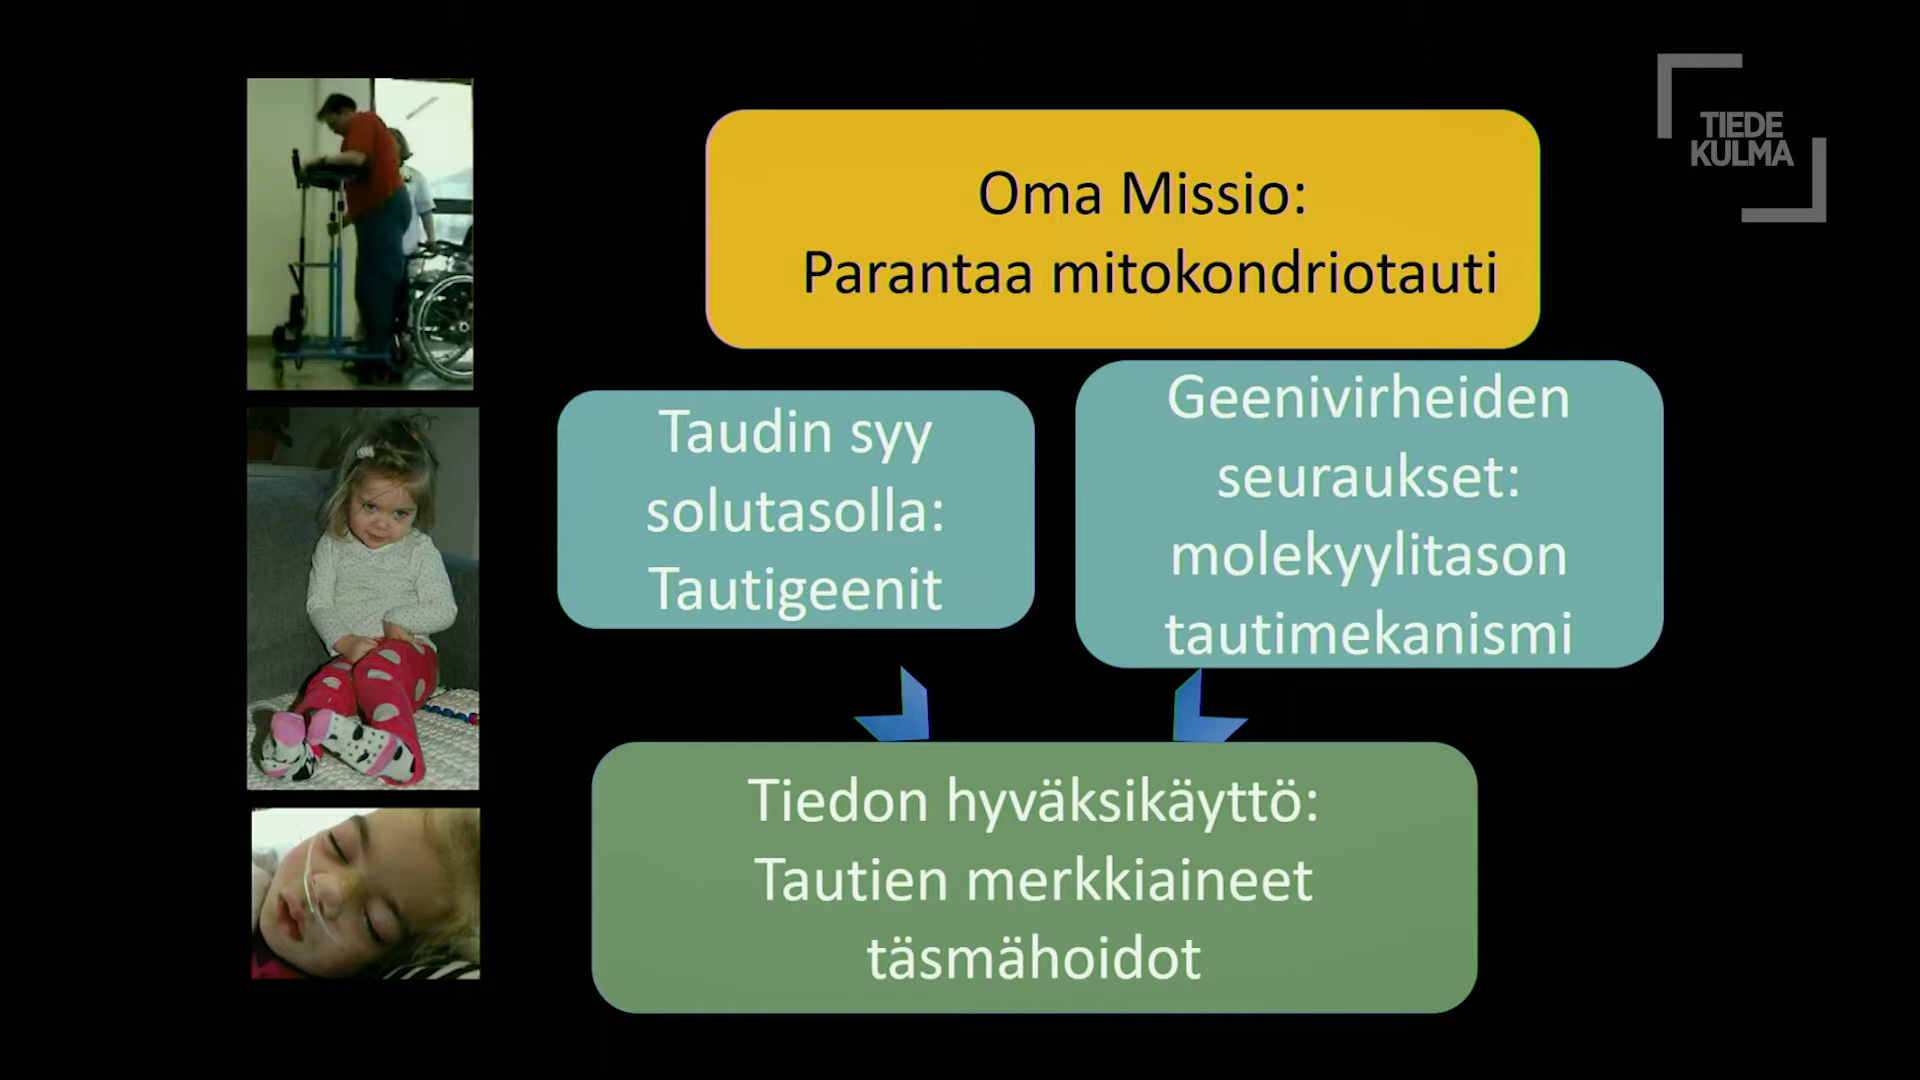 TIEDE
KULMA
Oma Missio:
Parantaa mitokondriotauti
Taudin syy
solutasolla:
Tautigeenit
Geenivirheiden
seuraukset:
molekyylitason
tautimekanismi
Tiedon hyväksikäyttö:
Tautien merkkiaineet
täsmähoidot